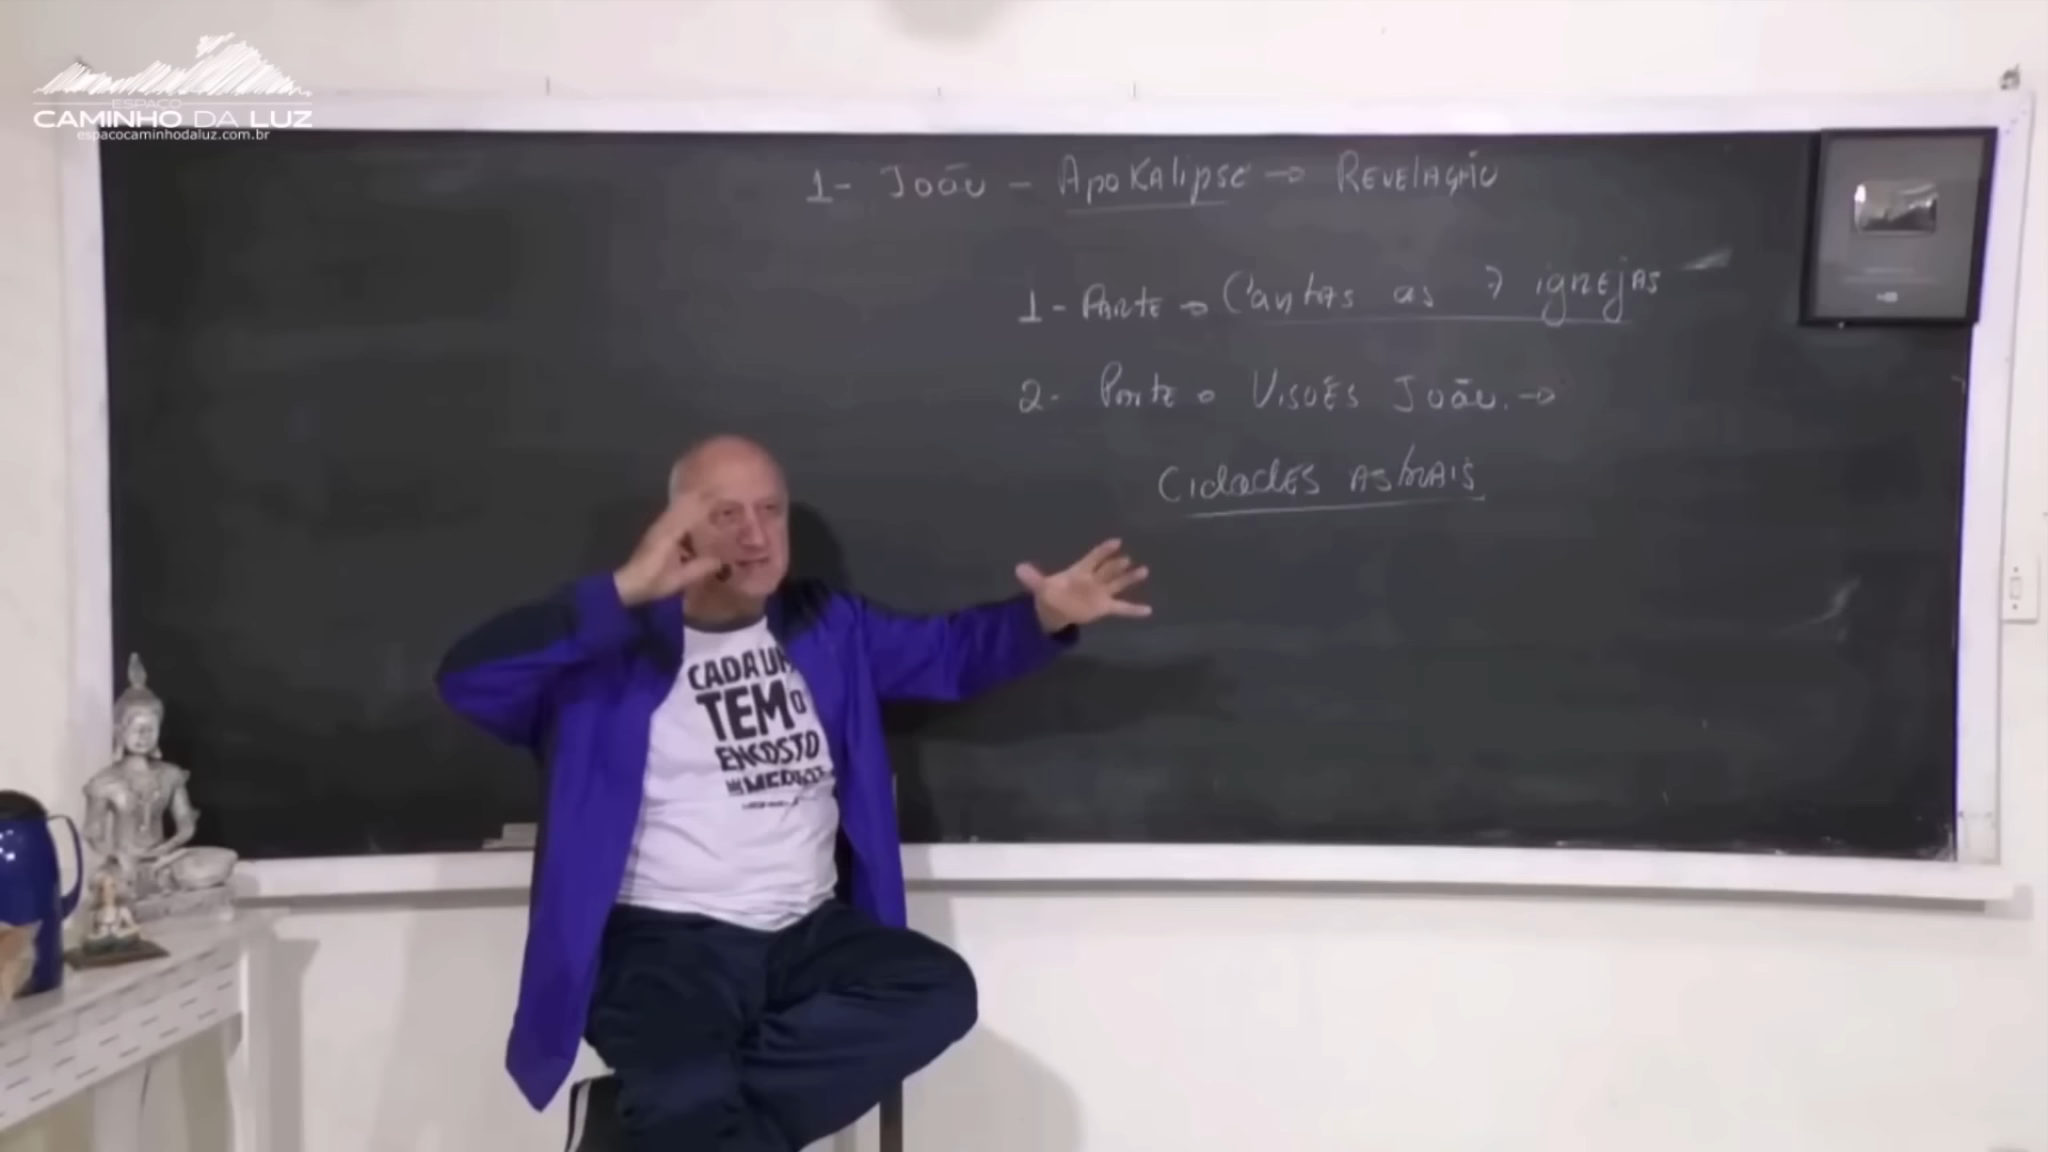 ESPAÇO
CAMINHO DA LUZ
espacocaminhodaluz.com.br
1- João - Apokalipse → Revelação
1- Parte → Cartas as 7 igrejas
2- Parte → Visões João. →
Cidades astrais
CADA UM
TEM O
ENCOSTO
QUE MERECE